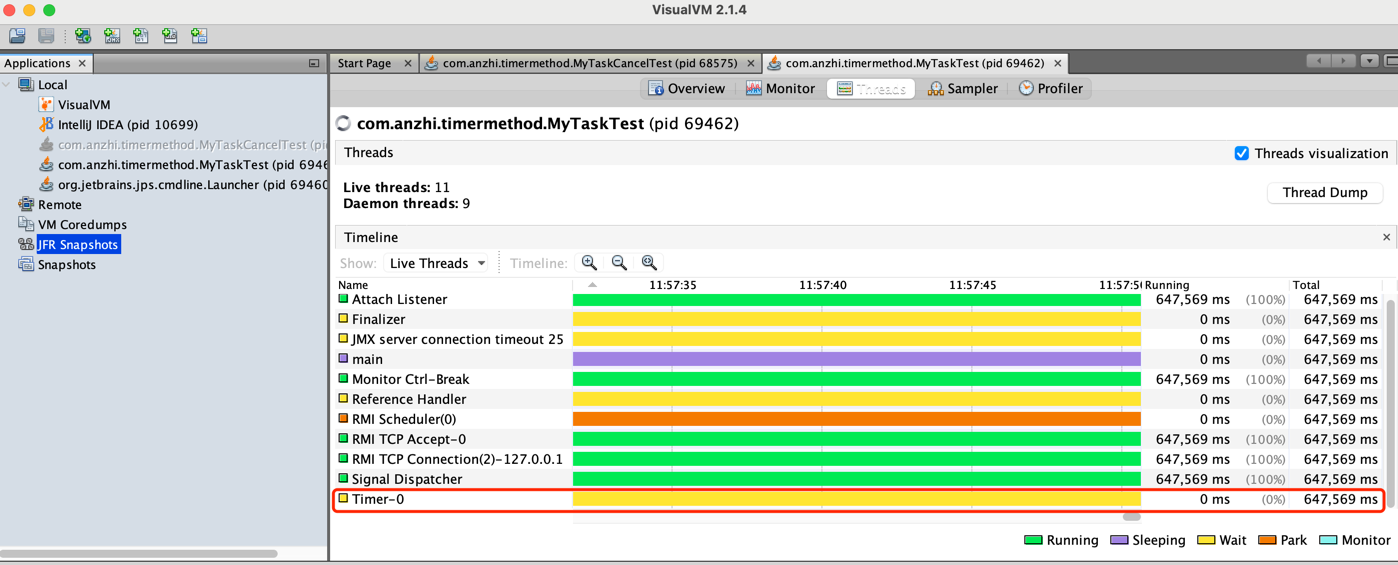 VisualVM 2.1.4
Applications ×
Start Page × com.anzhi.timermethod.MyTaskCancelTest (pid 68575) × com.anzhi.timermethod.MyTaskTest (pid 69462) ×
Local
VisualVM
IntelliJ IDEA (pid 10699)
com.anzhi.timermethod.MyTaskCancelTest (pi
com.anzhi.timermethod.MyTaskTest (pid 6946
org.jetbrains.jps.cmdline.Launcher (pid 69460
Remote
VM Coredumps
JFR Snapshots
Snapshots
Overview Monitor Threads Sampler Profiler
com.anzhi.timermethod.MyTaskTest (pid 69462)
Threads Threads visualization
Live threads: 11
Daemon threads: 9
Thread Dump
Timeline ×
Show: Live Threads Timeline:
Name 11:57:35 11:57:40 11:57:45 11:57:50 Running Total
Attach Listener 647,569 ms (100%) 647,569 ms
Finalizer 0 ms (0%) 647,569 ms
JMX server connection timeout 25 0 ms (0%) 647,569 ms
main 0 ms (0%) 647,569 ms
Monitor Ctrl-Break 647,569 ms (100%) 647,569 ms
Reference Handler 0 ms (0%) 647,569 ms
RMI Scheduler(0) 0 ms (0%) 647,569 ms
RMI TCP Accept-0 647,569 ms (100%) 647,569 ms
RMI TCP Connection(2)-127.0.0.1 647,569 ms (100%) 647,569 ms
Signal Dispatcher 647,569 ms (100%) 647,569 ms
Timer-0 0 ms (0%) 647,569 ms
Running Sleeping Wait Park Monitor